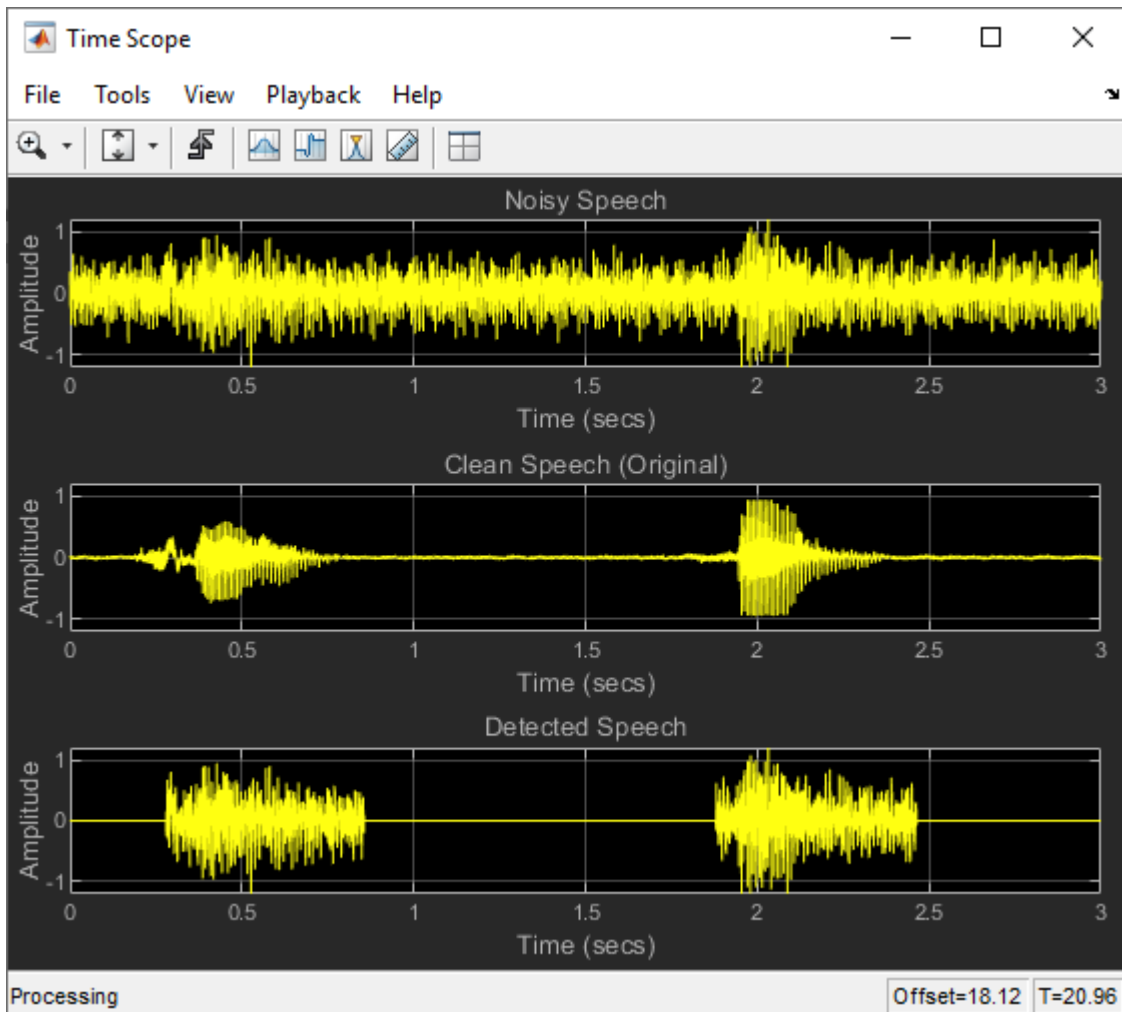 Time Scope
File Tools View Playback Help
Noisy Speech
Amplitude
1
0
-1
0 0.5 1 1.5 2 2.5 3
Time (secs)
Clean Speech (Original)
Amplitude
1
0
-1
0 0.5 1 1.5 2 2.5 3
Time (secs)
Detected Speech
Amplitude
1
0
-1
0 0.5 1 1.5 2 2.5 3
Time (secs)
Processing Offset=18.12 T=20.96